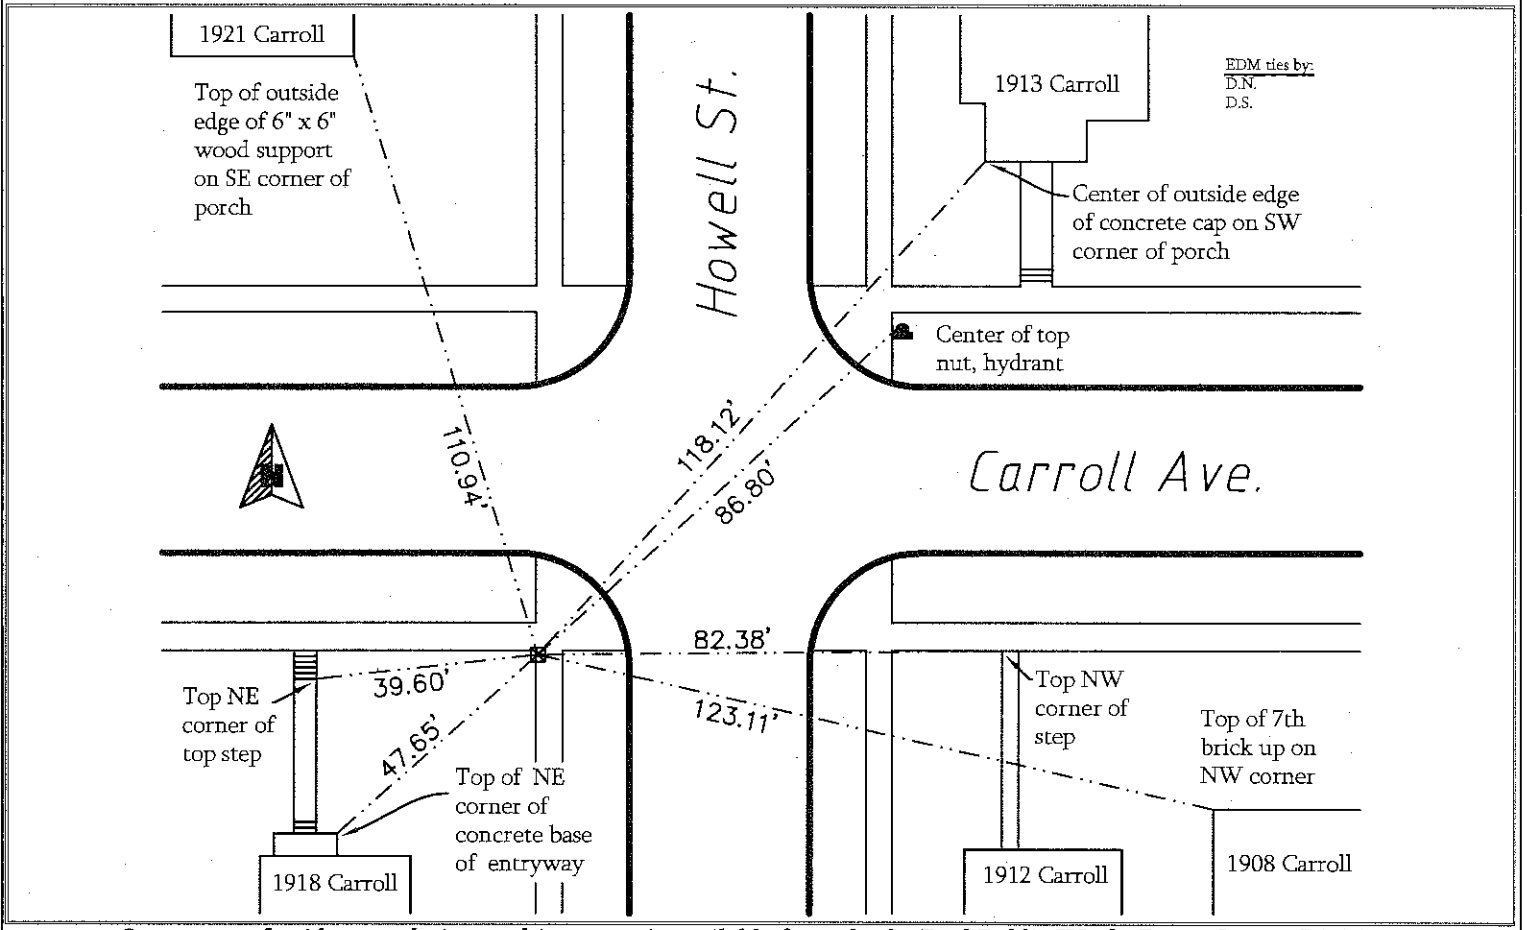 1921 Carroll
Top of outside
edge of 6" x 6"
wood support
on SE corner of
porch
Howell St.
1913 Carroll
EDM ties by:
D.N.
D.S.
Center of outside edge
of concrete cap on SW
corner of porch
Center of top
nut, hydrant
110.94'
118.12'
86.80'
N
Carroll Ave.
82.38'
39.60'
123.11'
47.65'
Top NE
corner of
top step
Top of NE
corner of
concrete base
of entryway
Top NW
corner of
step
Top of 7th
brick up on
NW corner
1918 Carroll
1912 Carroll
1908 Carroll